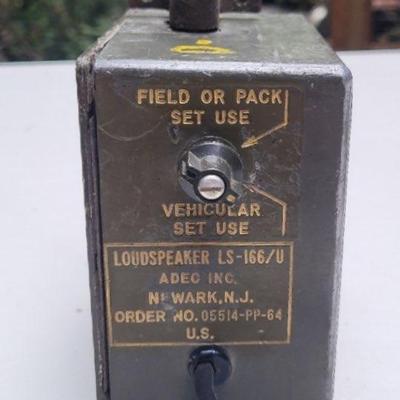 FIELD OR PACK
SET USE
VEHICULAR
SET USE
LOUDSPEAKER LS-166/U
ADEC INC.
NEWARK, N.J.
ORDER NO. 05514-PP-64
U.S.